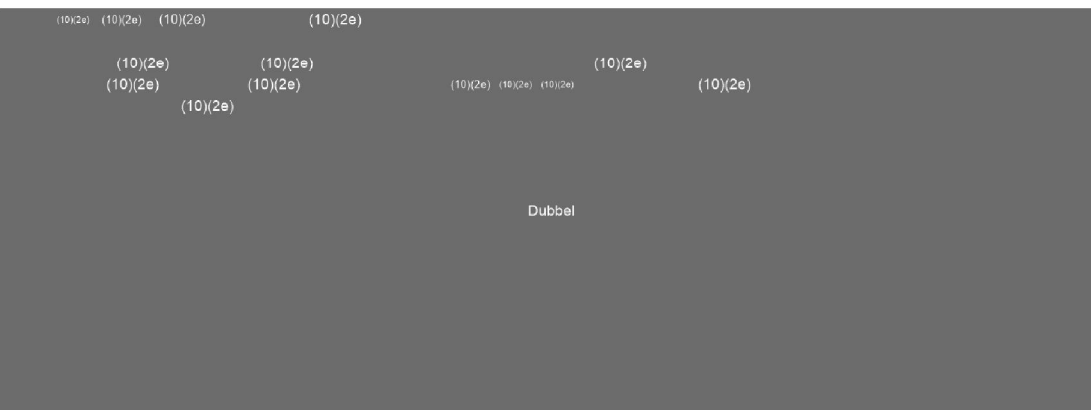 (10)(2e) (10)(2e) (10)(2e) (10)(2e)
(10)(2e) (10)(2e) (10)(2e)
(10)(2e) (10)(2e) (10)(2e) (10)(2e) (10)(2e) (10)(2e)
(10)(2e)
Dubbel